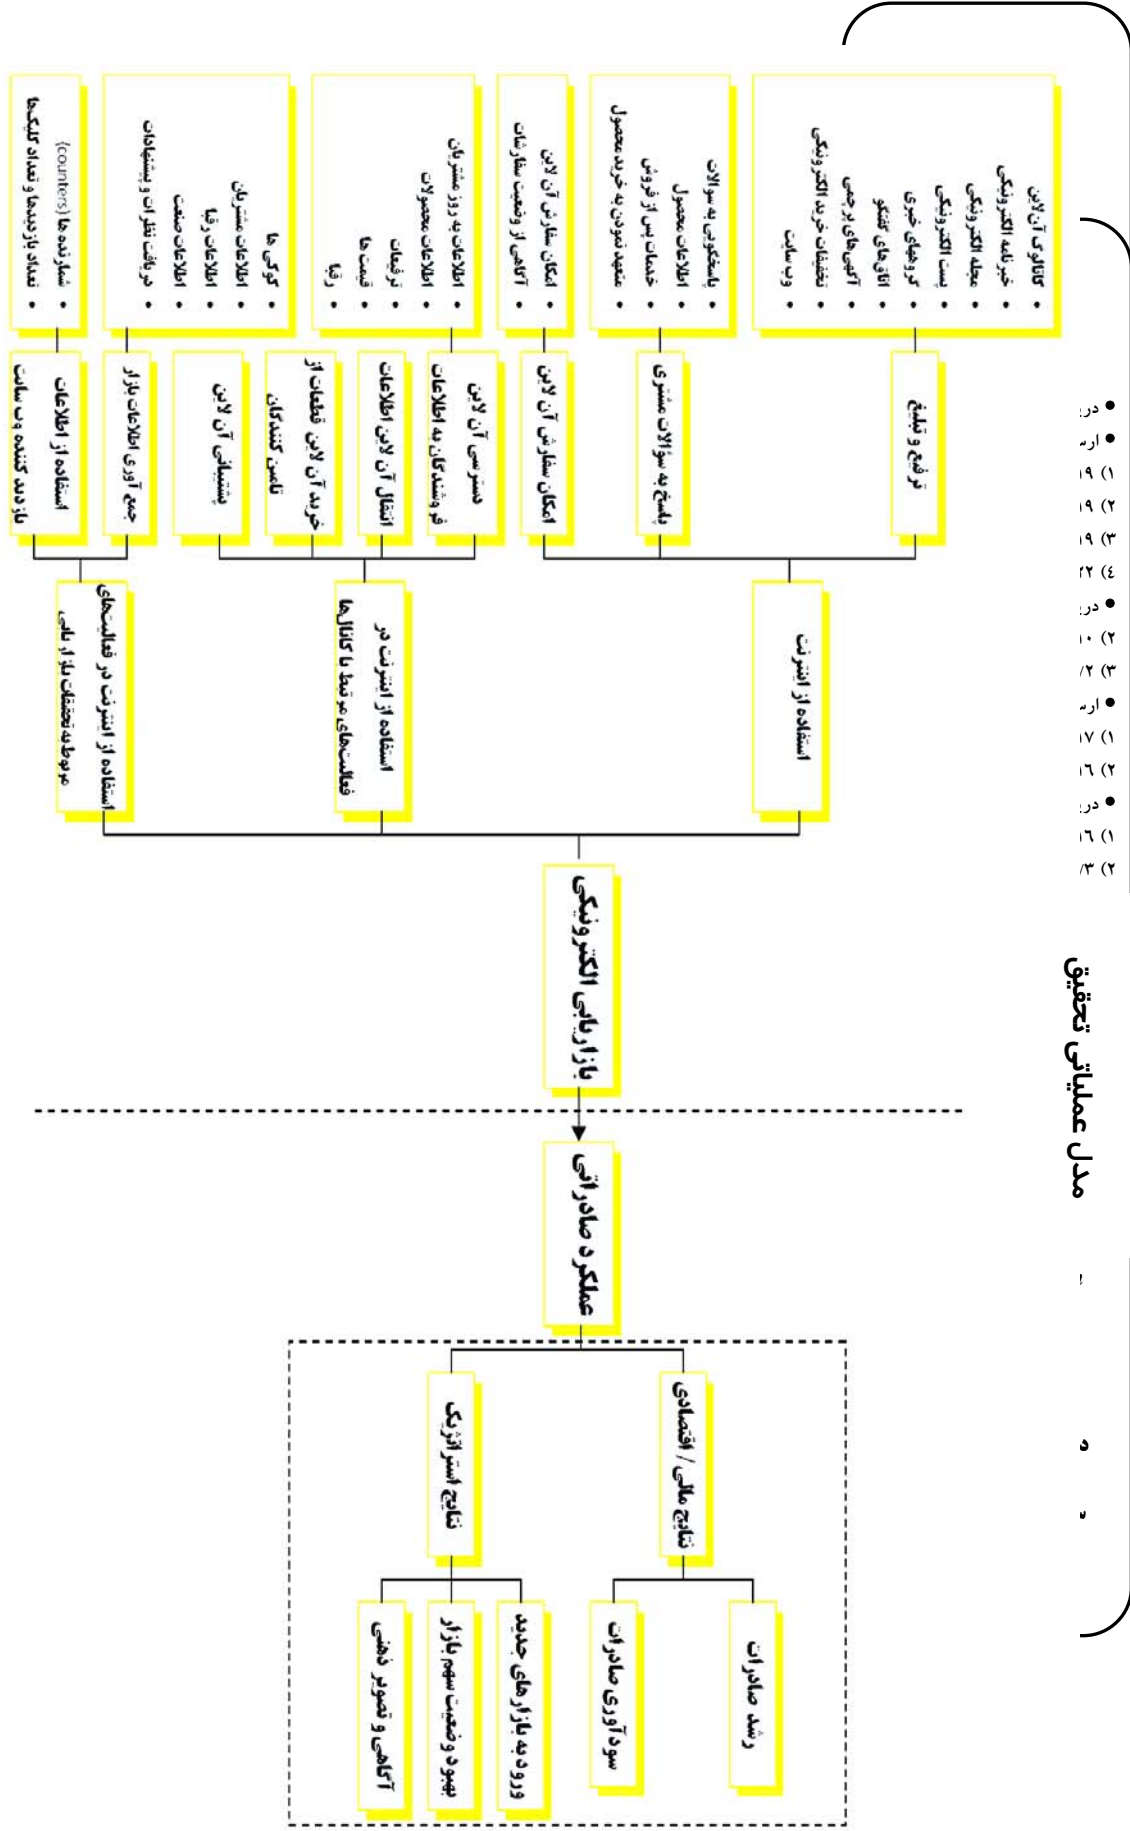 مدل عملیاتی تحقیق
کاتالوگ آن لاین
خبرنامه الکترونیکی
مجله الکترونیکی
پست الکترونیکی
گروههای خبری
اتاق‌های گفتگو
آگهی‌های پرچمی
تخفیفات خرید الکترونیکی
وب سایت
پاسخگویی به سوالات
اطلاعات محصول
خدمات پس از فروش
متعهد نمودن به خرید محصول
امکان سفارش آن لاین
آگاهی از وضعیت سفارشات
اطلاعات به روز مشتریان
اطلاعات محصولات
ترفیعات
قیمت ها
رقبا
کوکی ها
اطلاعات مشتریان
اطلاعات رقبا
اطلاعات صنعت
دریافت نظرات و پیشنهادات
شمارنده ها (counters)
تعداد بازدیدها و تعداد کلیک‌ها
ترفیع و تبلیغ
پاسخ به سؤالات مشتری
امکان سفارش آن لاین
دسترسی آن لاین
فروشندگان به اطلاعات
انتقال آن لاین اطلاعات
خرید آن لاین قطعات از
تامین کنندگان
پشتیبانی آن لاین
جمع آوری اطلاعات بازار
استفاده از اطلاعات
بازدید کننده وب سایت
استفاده از اینترنت
استفاده از اینترنت در
فعالیت‌های مرتبط با کانال‌ها
استفاده از اینترنت در فعالیت‌های
مربوط به تحقیقات بازاریابی
بازاریابی الکترونیکی
عملکرد صادراتی
نتایج مالی / اقتصادی
نتایج استراتژیک
رشد صادرات
سودآوری صادرات
ورود به بازارهای جدید
بهبود وضعیت سهم بازار
آگاهی و تصویر ذهنی